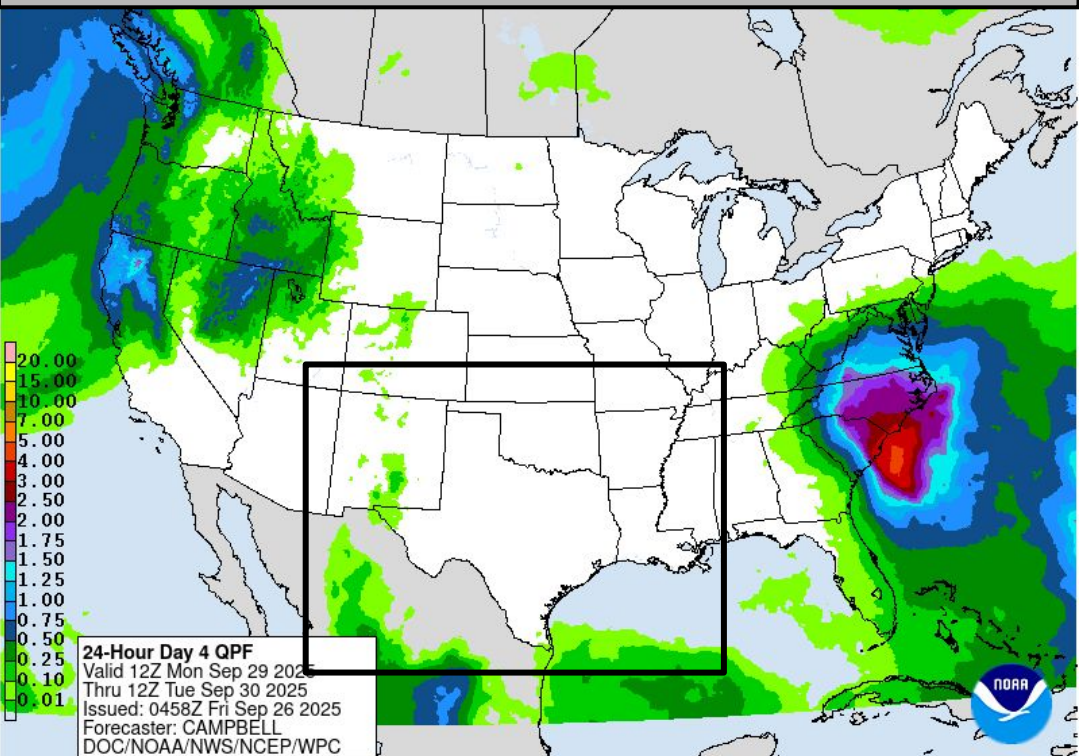 20.00
15.00
10.00
7.00
5.00
4.00
3.00
2.50
2.00
1.75
1.50
1.25
1.00
0.75
0.50
0.25
0.10
0.01
24-Hour Day 4 QPF
Valid 12Z Mon Sep 29 2025
Thru 12Z Tue Sep 30 2025
Issued: 0458Z Fri Sep 26 2025
Forecaster: CAMPBELL
DOC/NOAA/NWS/NCEP/WPC
NOAA